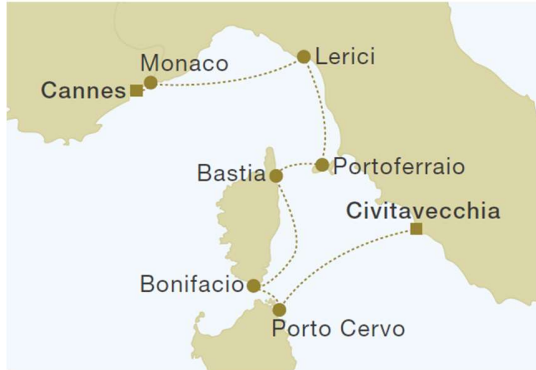 Monaco
Lerici
Cannes
Bastia
Portoferraio
Civitavecchia
Bonifacio
Porto Cervo